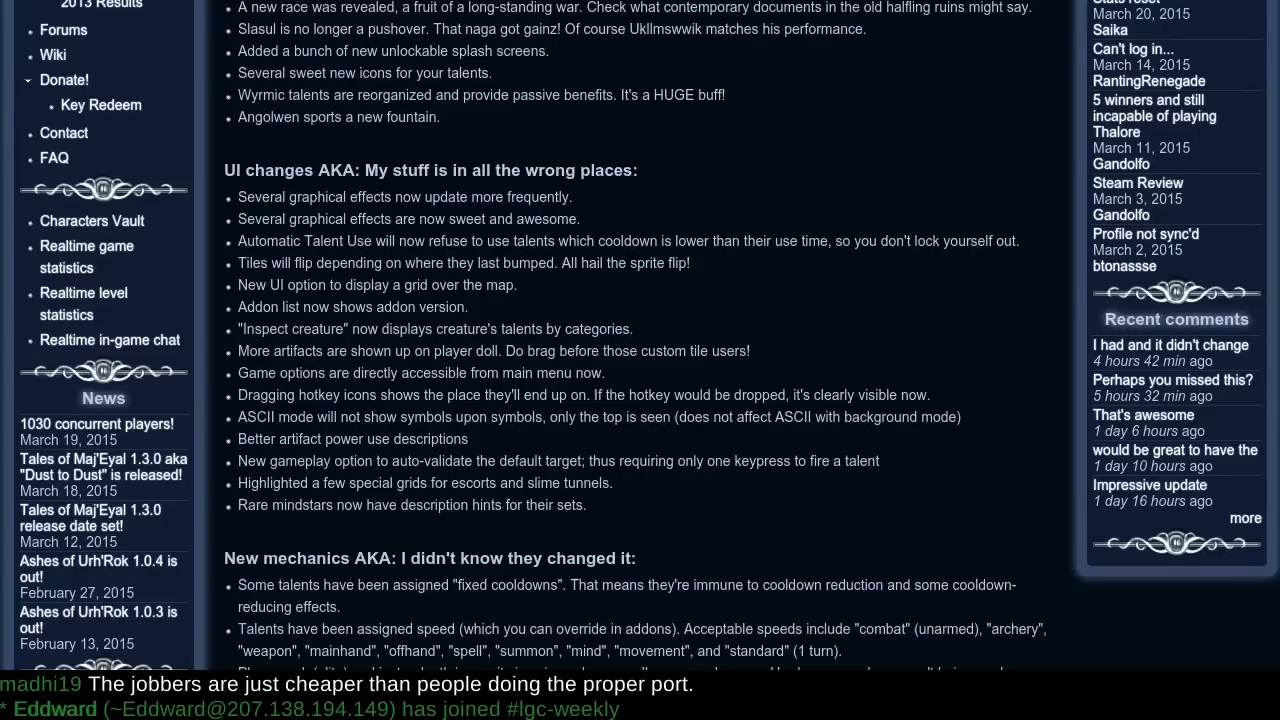 2013 Results
Forums
Wiki
Donate!
Key Redeem
Contact
FAQ
Characters Vault
Realtime game
statistics
Realtime level
statistics
Realtime in-game chat
News
1030 concurrent players!
March 19, 2015
Tales of Maj'Eyal 1.3.0 aka
"Dust to Dust" is released!
March 18, 2015
Tales of Maj'Eyal 1.3.0
release date set!
March 12, 2015
Ashes of Urh'Rok 1.0.4 is
out!
February 27, 2015
Ashes of Urh'Rok 1.0.3 is
out!
February 13, 2015
A new race was revealed, a fruit of a long-standing war. Check what contemporary documents in the old halfling ruins might say.
Slasul is no longer a pushover. That naga got gainz! Of course Ukllmswwik matches his performance.
Added a bunch of new unlockable splash screens.
Several sweet new icons for your talents.
Wyrmic talents are reorganized and provide passive benefits. It's a HUGE buff!
Angolwen sports a new fountain.
UI changes AKA: My stuff is in all the wrong places:
Several graphical effects now update more frequently.
Several graphical effects are now sweet and awesome.
Automatic Talent Use will now refuse to use talents which cooldown is lower than their use time, so you don't lock yourself out.
Tiles will flip depending on where they last bumped. All hail the sprite flip!
New UI option to display a grid over the map.
Addon list now shows addon version.
"Inspect creature" now displays creature's talents by categories.
More artifacts are shown up on player doll. Do brag before those custom tile users!
Game options are directly accessible from main menu now.
Dragging hotkey icons shows the place they'll end up on. If the hotkey would be dropped, it's clearly visible now.
ASCII mode will not show symbols upon symbols, only the top is seen (does not affect ASCII with background mode)
Better artifact power use descriptions
New gameplay option to auto-validate the default target; thus requiring only one keypress to fire a talent
Highlighted a few special grids for escorts and slime tunnels.
Rare mindstars now have description hints for their sets.
New mechanics AKA: I didn't know they changed it:
Some talents have been assigned "fixed cooldowns". That means they're immune to cooldown reduction and some cooldown-
reducing effects.
Talents have been assigned speed (which you can override in addons). Acceptable speeds include "combat" (unarmed), "archery",
"weapon", "mainhand", "offhand", "spell", "summon", "mind", "movement", and "standard" (1 turn).
March 20, 2015
Saika
Can't log in...
March 14, 2015
RantingRenegade
5 winners and still
incapable of playing
Thalore
March 11, 2015
Gandolfo
Steam Review
March 3, 2015
Gandolfo
Profile not sync'd
March 2, 2015
btonassse
Recent comments
I had and it didn't change
4 hours 42 min ago
Perhaps you missed this?
5 hours 32 min ago
That's awesome
1 day 6 hours ago
would be great to have the
1 day 10 hours ago
Impressive update
1 day 16 hours ago
more
madhi19 The jobbers are just cheaper than people doing the proper port.
* Eddward (~Eddward@207.138.194.149) has joined #lgc-weekly